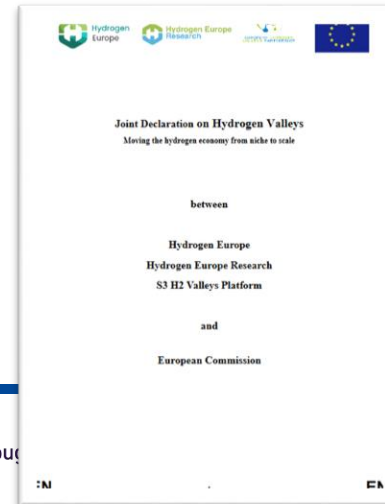 Hydrogen
Europe
Hydrogen Europe
Research
Joint Declaration on Hydrogen Valleys
Moving the hydrogen economy from niche to scale
between
Hydrogen Europe
Hydrogen Europe Research
S3 H2 Valleys Platform
and
European Commission
EN